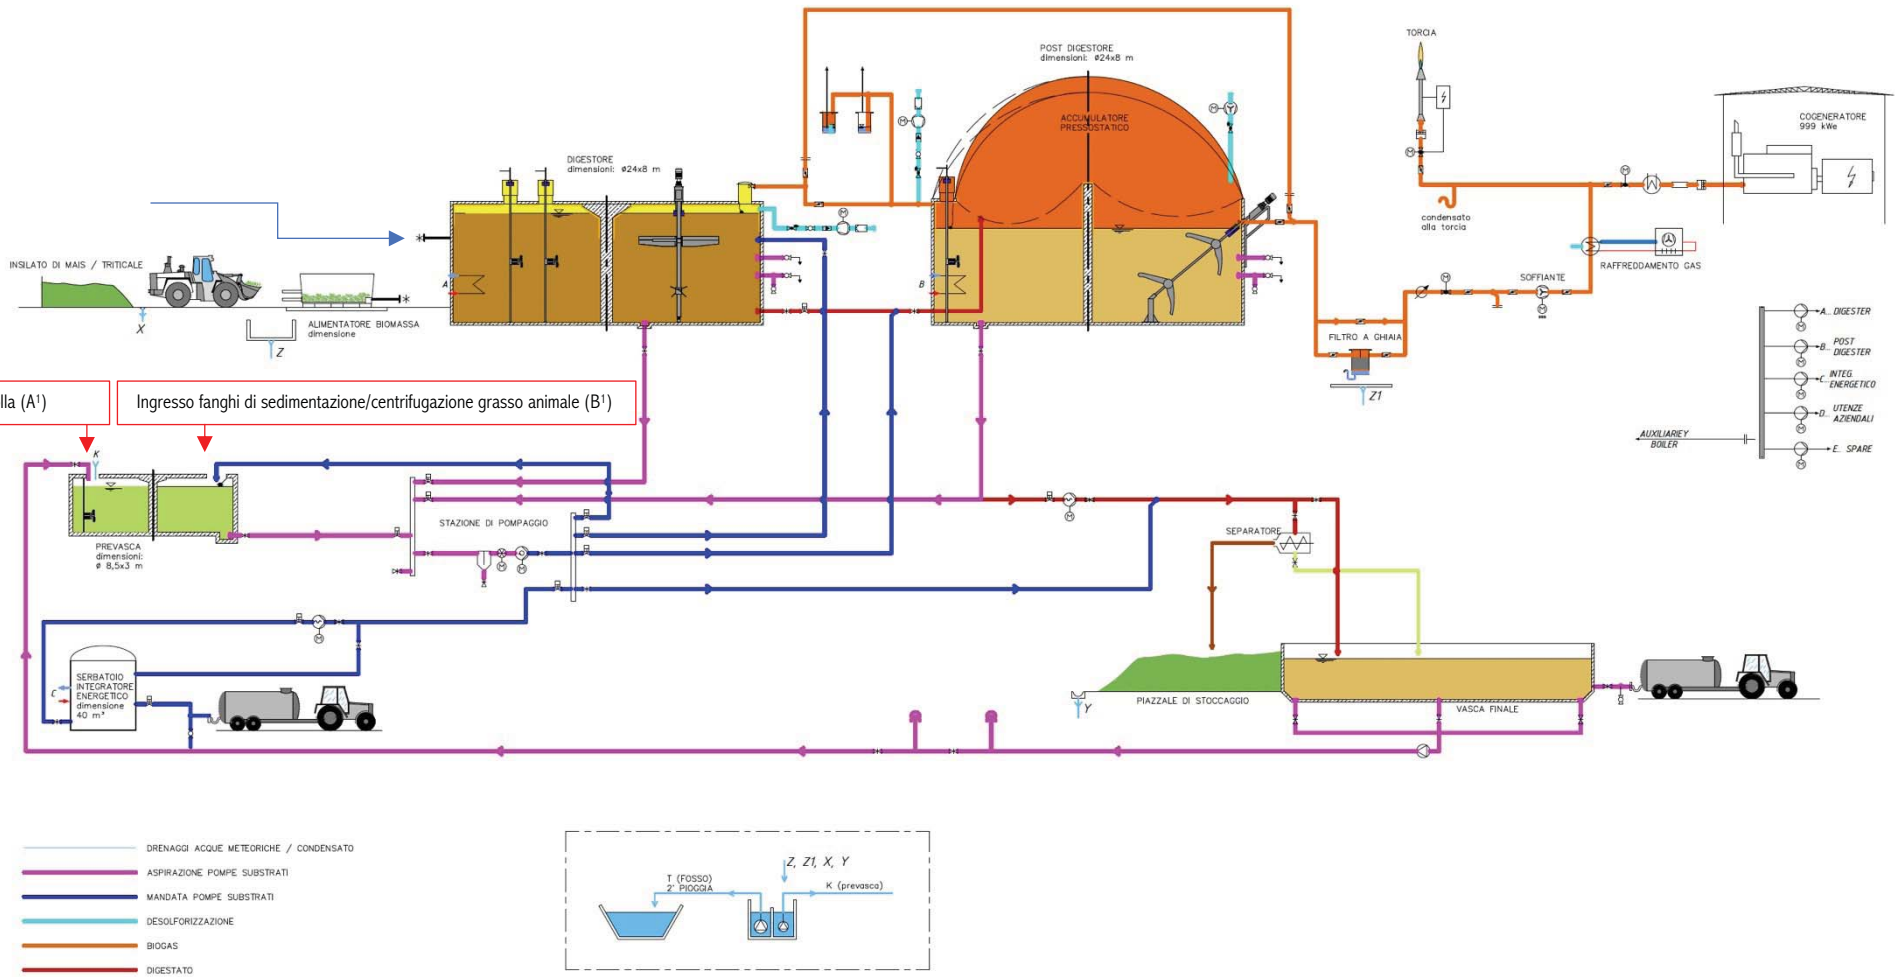 TORCIA
POST DIGESTORE
dimensioni: ø24x8 m
COGENERATORE
999 kWe
ACCUMULATORE
PRESSOSTATICO
M
M
M
DIGESTORE
dimensioni: ø24x8 m
M
condensato
alla torcia
M
INSILATO DI MAIS / TRITICALE
RAFFREDDAMENTO GAS
SOFFIANTE
M
A
B
X
ALIMENTATORE BIOMASSA
dimensione
Z
FILTRO A GHIAIA
Z1
A... DIGESTER
M
B... POST
DIGESTER
M
C... INTEG.
ENERGETICO
M
D... UTENZE
AZIENDALI
M
AUXILIARIEY
BOILER
E... SPARE
M
lla (A¹)
Ingresso fanghi di sedimentazione/centrifugazione grasso animale (B¹)
K
STAZIONE DI POMPAGGIO
M
SEPARATORE
PREVASCA
dimensioni:
ø 8,5x3 m
M
M
M
SERBATOIO
INTEGRATORE
ENERGETICO
dimensione
40 m³
C
PIAZZALE DI STOCCAGGIO
Y
VASCA FINALE
DRENAGGI ACQUE METEORICHE / CONDENSATO
ASPIRAZIONE POMPE SUBSTRATI
MANDATA POMPE SUBSTRATI
DESOLFORIZZAZIONE
BIOGAS
DIGESTATO
Z, Z1, X, Y
T (FOSSO)
2' PIOGGIA
K (prevasca)